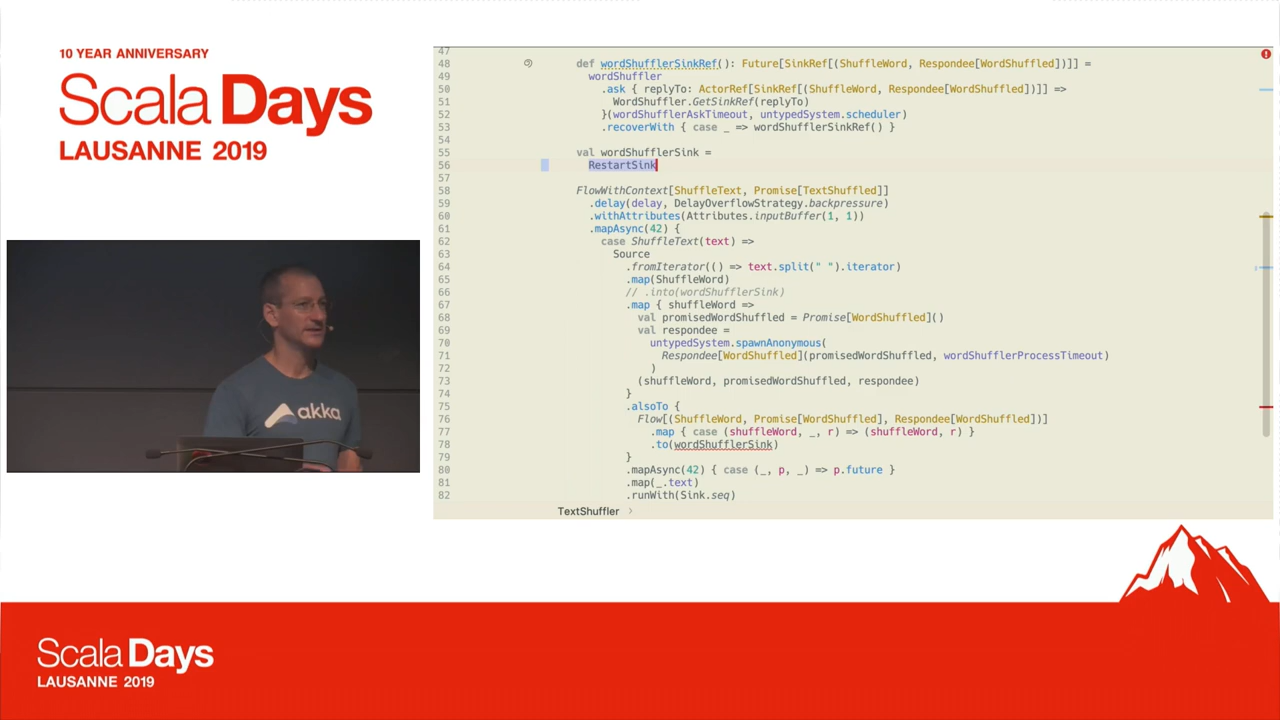 10 YEAR ANNIVERSARY
Scala Days
LAUSANNE 2019
akka
47
48 def wordShufflerSinkRef(): Future[SinkRef[(ShuffleWord, Respondee[WordShuffled])]] =
49 wordShuffler
50 .ask { replyTo: ActorRef[SinkRef[(ShuffleWord, Respondee[WordShuffled])]] =>
51 WordShuffler.GetSinkRef(replyTo)
52 }(wordShufflerAskTimeout, untypedSystem.scheduler)
53 .recoverWith { case _ => wordShufflerSinkRef() }
54
55 val wordShufflerSink =
56 RestartSink
57
58 FlowWithContext[ShuffleText, Promise[TextShuffled]]
59 .delay(delay, DelayOverflowStrategy.backpressure)
60 .withAttributes(Attributes.inputBuffer(1, 1))
61 .mapAsync(42) {
62 case ShuffleText(text) =>
63 Source
64 .fromIterator(() => text.split(" ").iterator)
65 .map(ShuffleWord)
66 // .into(wordShufflerSink)
67 .map { shuffleWord =>
68 val promisedWordShuffled = Promise[WordShuffled]()
69 val respondee =
70 untypedSystem.spawnAnonymous(
71 Respondee[WordShuffled](promisedWordShuffled, wordShufflerProcessTimeout)
72 )
73 (shuffleWord, promisedWordShuffled, respondee)
74 }
75 .alsoTo {
76 Flow[(ShuffleWord, Promise[WordShuffled], Respondee[WordShuffled])]
77 .map { case (shuffleWord, _, r) => (shuffleWord, r) }
78 .to(wordShufflerSink)
79 }
80 .mapAsync(42) { case (_, p, _) => p.future }
81 .map(_.text)
82 .runWith(Sink.seq)
TextShuffler
Scala Days
LAUSANNE 2019